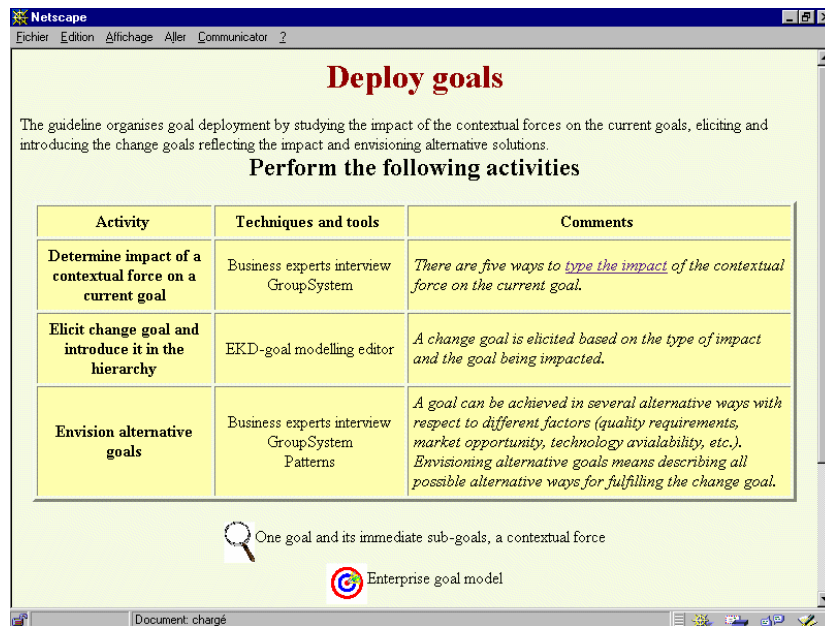 Netscape
Fichier Edition Affichage Aller Communicator ?
Deploy goals
The guideline organises goal deployment by studying the impact of the contextual forces on the current goals, eliciting and
introducing the change goals reflecting the impact and envisioning alternative solutions.
Perform the following activities
Activity Techniques and tools Comments
Determine impact of a
contextual force on a
current goal
Business experts interview
GroupSystem
There are five ways to type the impact of the contextual
force on the current goal.
Elicit change goal and
introduce it in the
hierarchy
EKD-goal modelling editor
A change goal is elicited based on the type of impact
and the goal being impacted.
Envision alternative
goals
Business experts interview
GroupSystem
Patterns
A goal can be achieved in several alternative ways with
respect to different factors (quality requirements,
market opportunity, technology avialability, etc.).
Envisioning alternative goals means describing all
possible alternative ways for fulfilling the change goal.
One goal and its immediate sub-goals, a contextual force
Enterprise goal model
Document: chargé